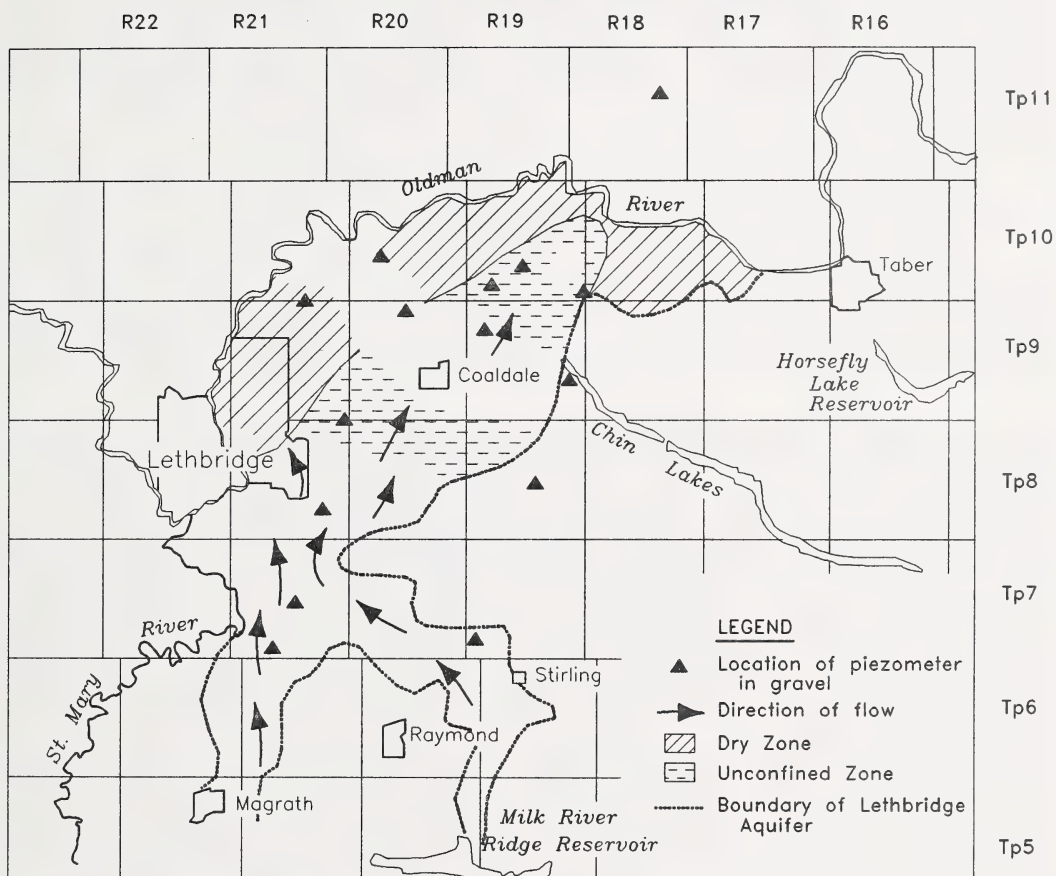 R22 R21 R20 R19 R18 R17 R16
Tp11
Oldman
River
Tp10
Taber
Tp9
Coaldale
Horsefly
Lake
Reservoir
Chin
Lakes
Lethbridge
Tp8
Tp7
River
St. Mary
LEGEND
Location of piezometer
in gravel
Direction of flow
Dry Zone
Unconfined Zone
Boundary of Lethbridge
Aquifer
Stirling
Tp6
Raymond
Magrath
Milk River
Ridge Reservoir
Tp5